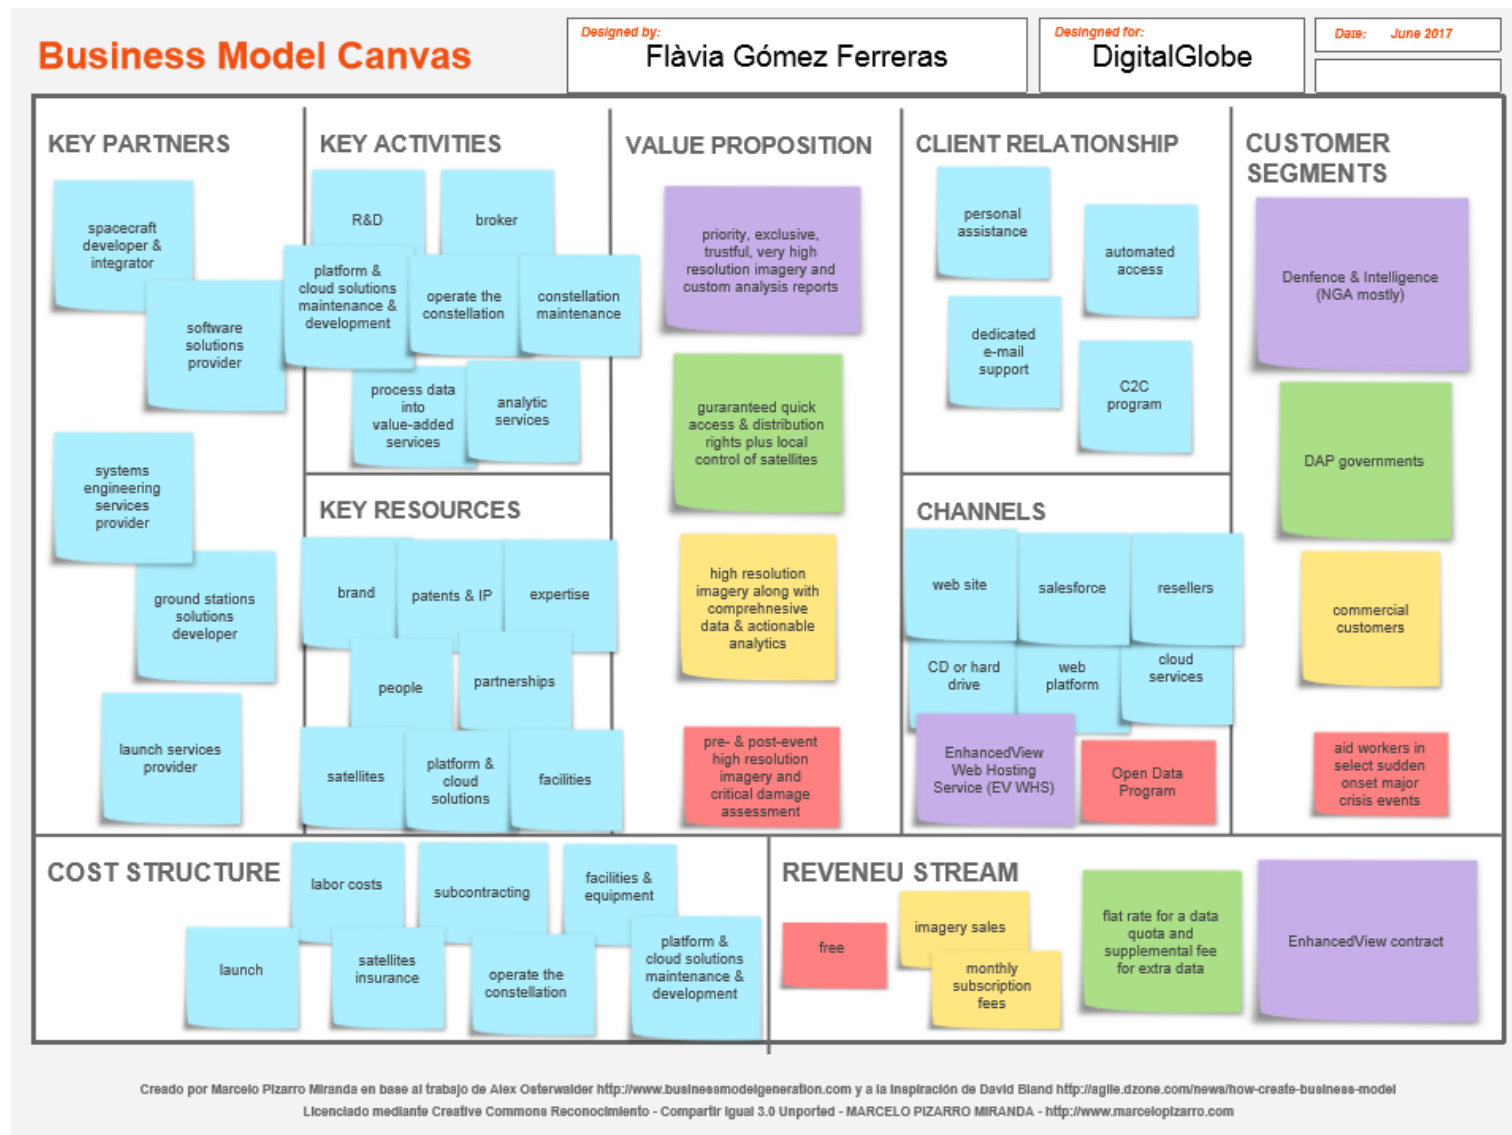 Business Model Canvas
Designed by:
Flàvia Gómez Ferreras
Desingned for:
DigitalGlobe
Date: June 2017
KEY PARTNERS
spacecraft
developer &
integrator
software
solutions
provider
systems
engineering
services
provider
ground stations
solutions
developer
launch services
provider
KEY ACTIVITIES
R&D
broker
platform &
cloud solutions
maintenance &
development
operate the
constellation
constellation
maintenance
process data
into
value-added
services
analytic
services
KEY RESOURCES
brand
patents & IP
expertise
people
partnerships
satellites
platform &
cloud
solutions
facilities
VALUE PROPOSITION
priority, exclusive,
trustful, very high
resolution imagery and
custom analysis reports
guraranteed quick
access & distribution
rights plus local
control of satellites
high resolution
imagery along with
comprehnesive
data & actionable
analytics
pre- & post-event
high resolution
imagery and
critical damage
assessment
CLIENT RELATIONSHIP
personal
assistance
automated
access
dedicated
e-mail
support
C2C
program
CHANNELS
web site
salesforce
resellers
CD or hard
drive
web
platform
cloud
services
EnhancedView
Web Hosting
Service (EV WHS)
Open Data
Program
CUSTOMER
SEGMENTS
Denfence & Intelligence
(NGA mostly)
DAP governments
commercial
customers
aid workers in
select sudden
onset major
crisis events
COST STRUCTURE
labor costs
subcontracting
facilities &
equipment
launch
satellites
insurance
operate the
constellation
platform &
cloud solutions
maintenance &
development
REVENEU STREAM
free
imagery sales
monthly
subscription
fees
flat rate for a data
quota and
supplemental fee
for extra data
EnhancedView contract
Creado por Marcelo Pizarro Miranda en base al trabajo de Alex Osterwalder http://www.businessmodelgeneration.com y a la inspiración de David Bland http://agile.dzone.com/news/how-create-business-model
Licenciado mediante Creative Commons Reconocimiento - Compartir Igual 3.0 Unported - MARCELO PIZARRO MIRANDA - http://www.marcelopizarro.com